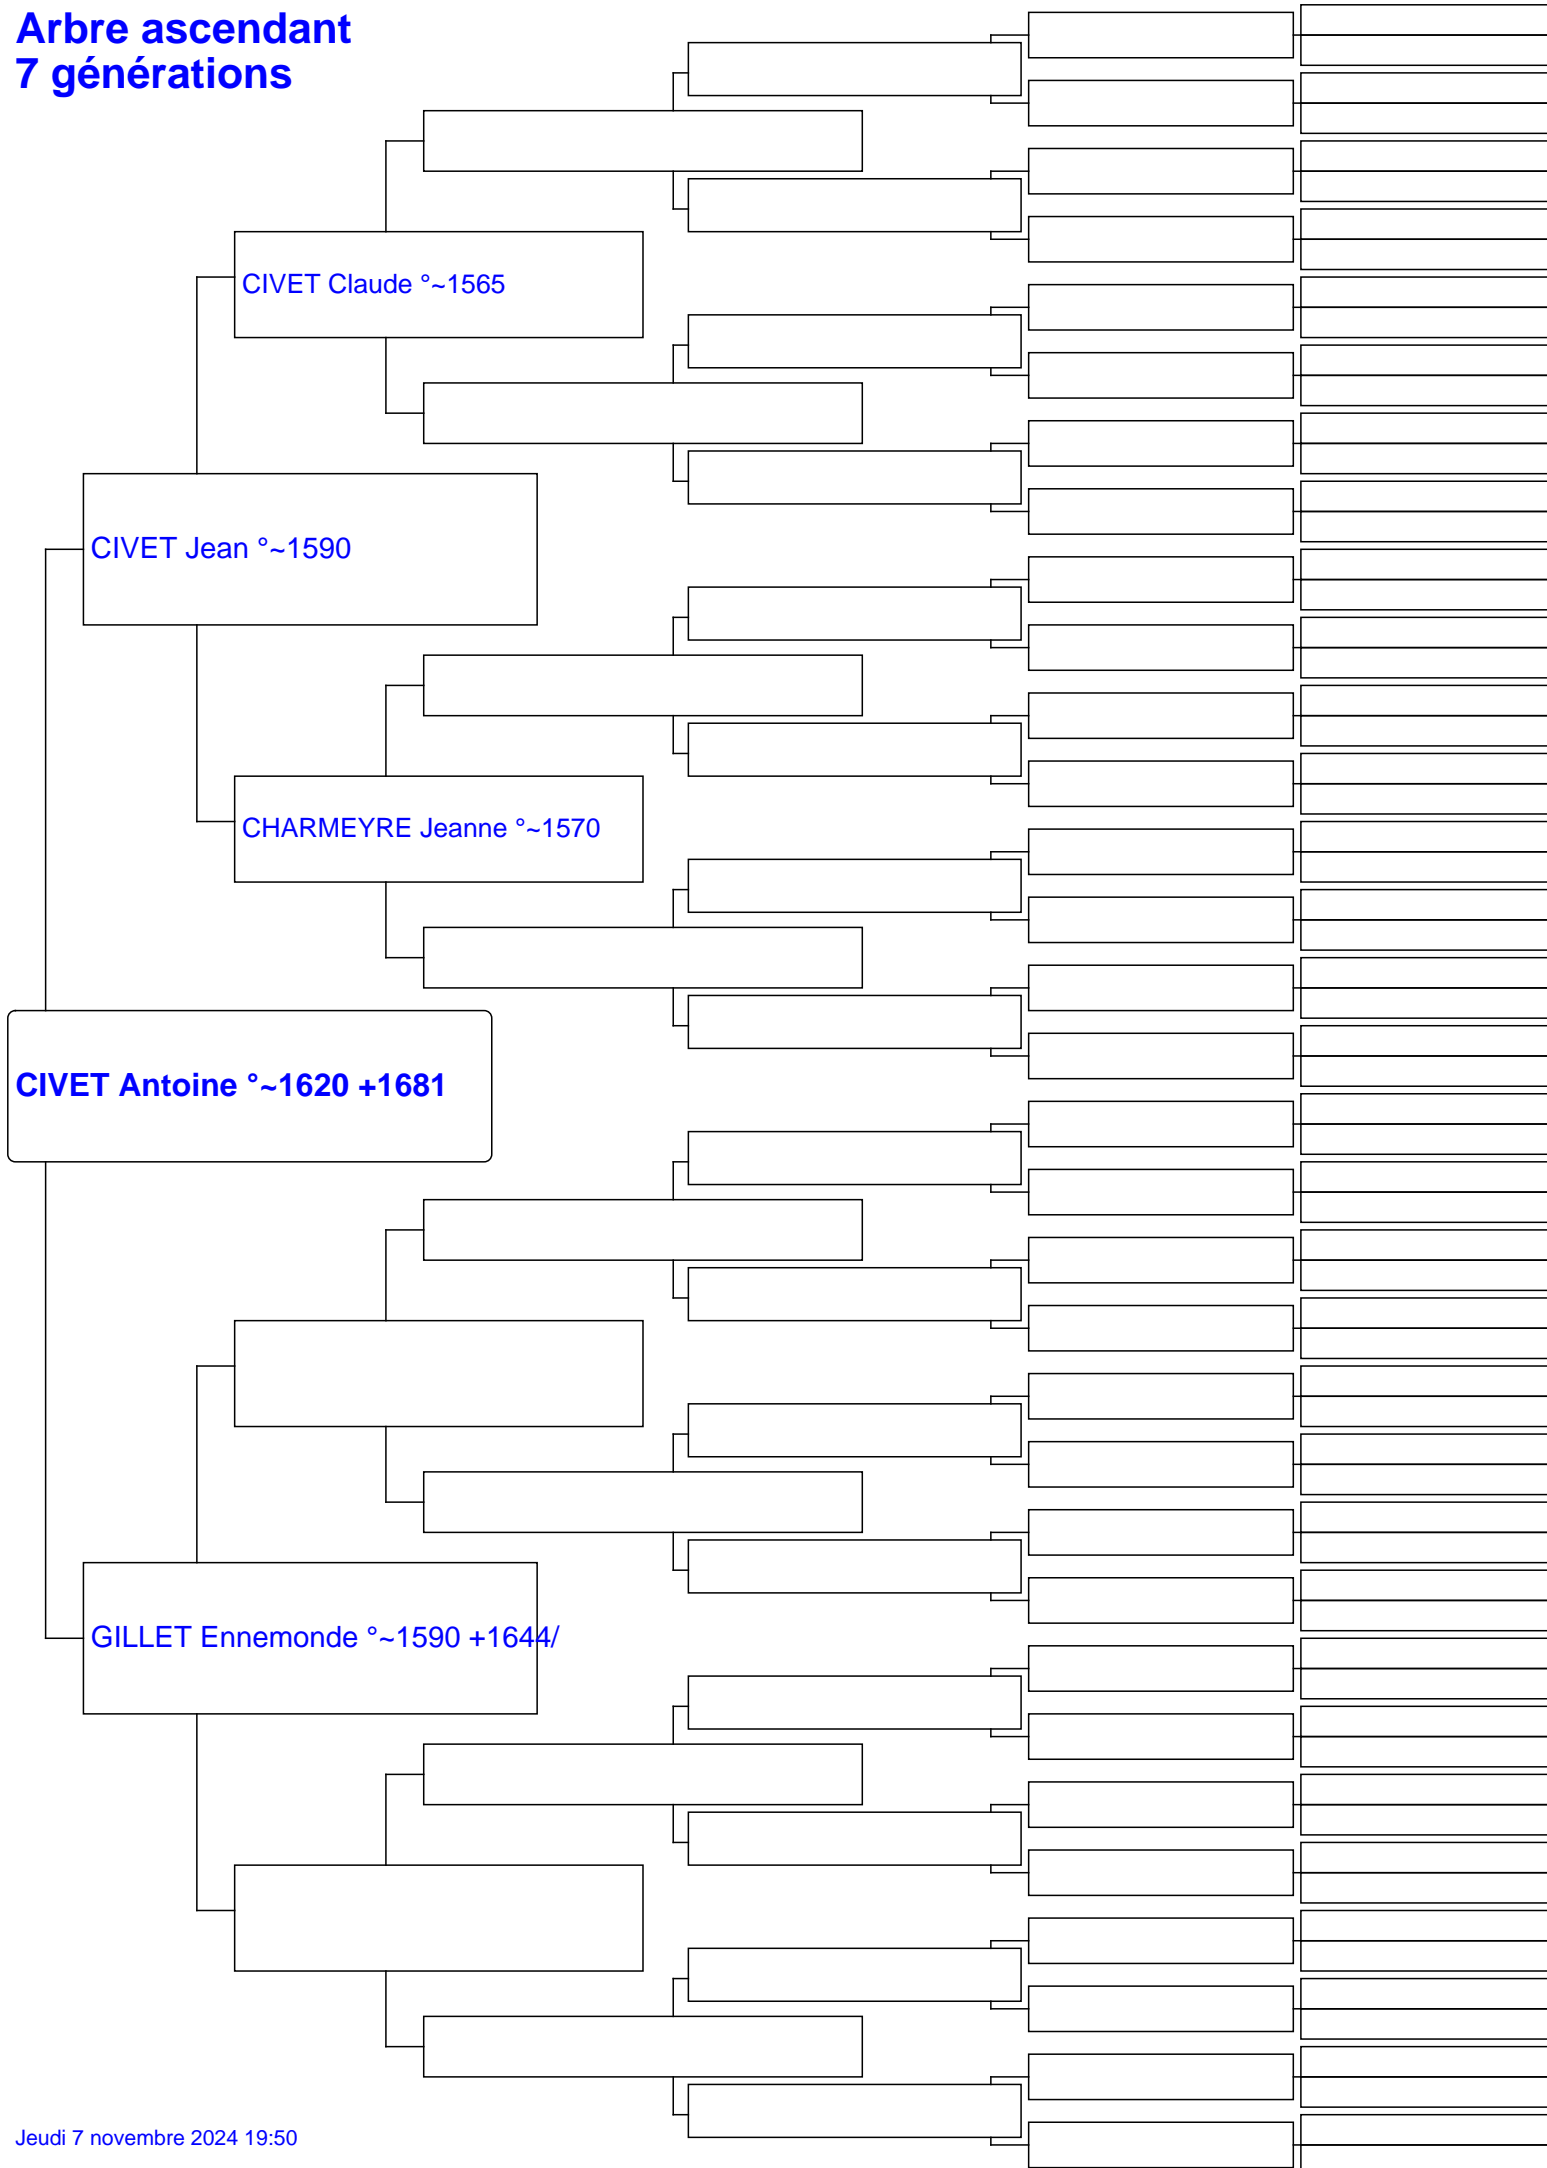 Arbre ascendant
7 générations
CIVET Claude °~1565
CIVET Jean °~1590
CHARMEYRE Jeanne °~1570
CIVET Antoine °~1620 +1681
GILLET Ennemonde °~1590 +1644/
Jeudi 7 novembre 2024 19:50